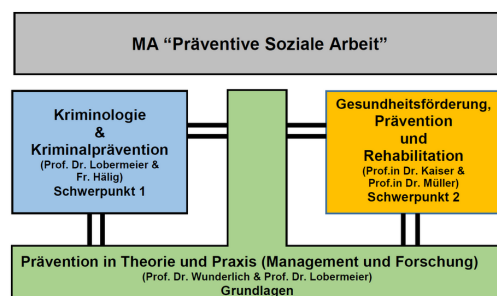 MA “Präventive Soziale Arbeit”
Kriminologie
&
Kriminalprävention
(Prof. Dr. Lobermeier &
Fr. Hälig)
Schwerpunkt 1
Gesundheitsförderung,
Prävention
und
Rehabilitation
(Prof.in Dr. Kaiser &
Prof.in Dr. Müller)
Schwerpunkt 2
Prävention in Theorie und Praxis (Management und Forschung)
(Prof. Dr. Wunderlich & Prof. Dr. Lobermeier)
Grundlagen